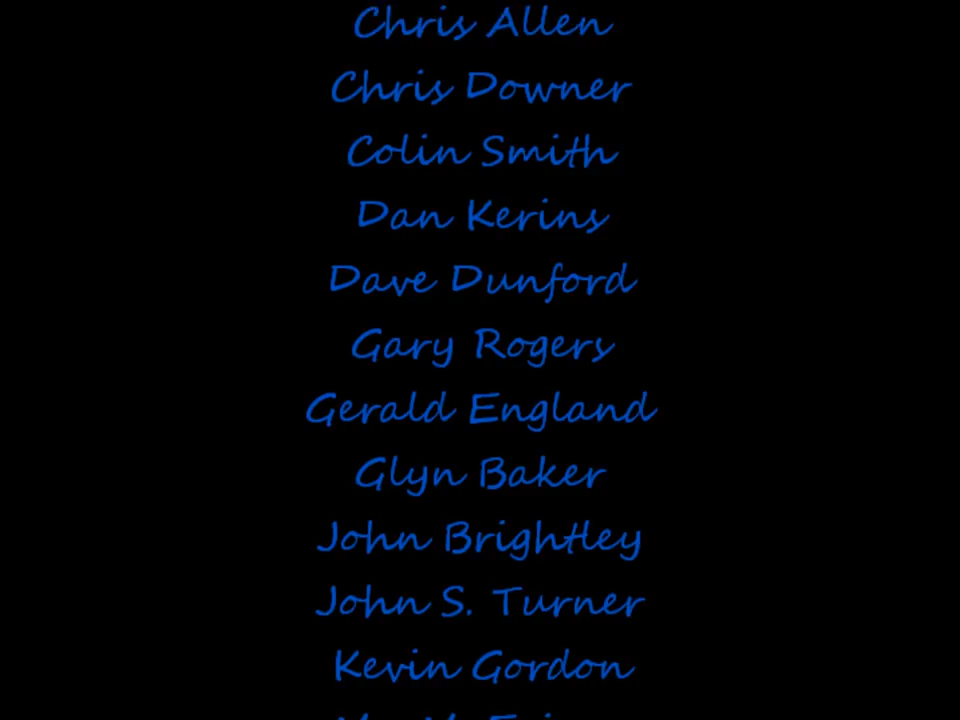 Chris Allen
Chris Downer
Colin Smith
Dan Kerins
Dave Dunford
Gary Rogers
Gerald England
Glyn Baker
John Brightley
John S. Turner
Kevin Gordon